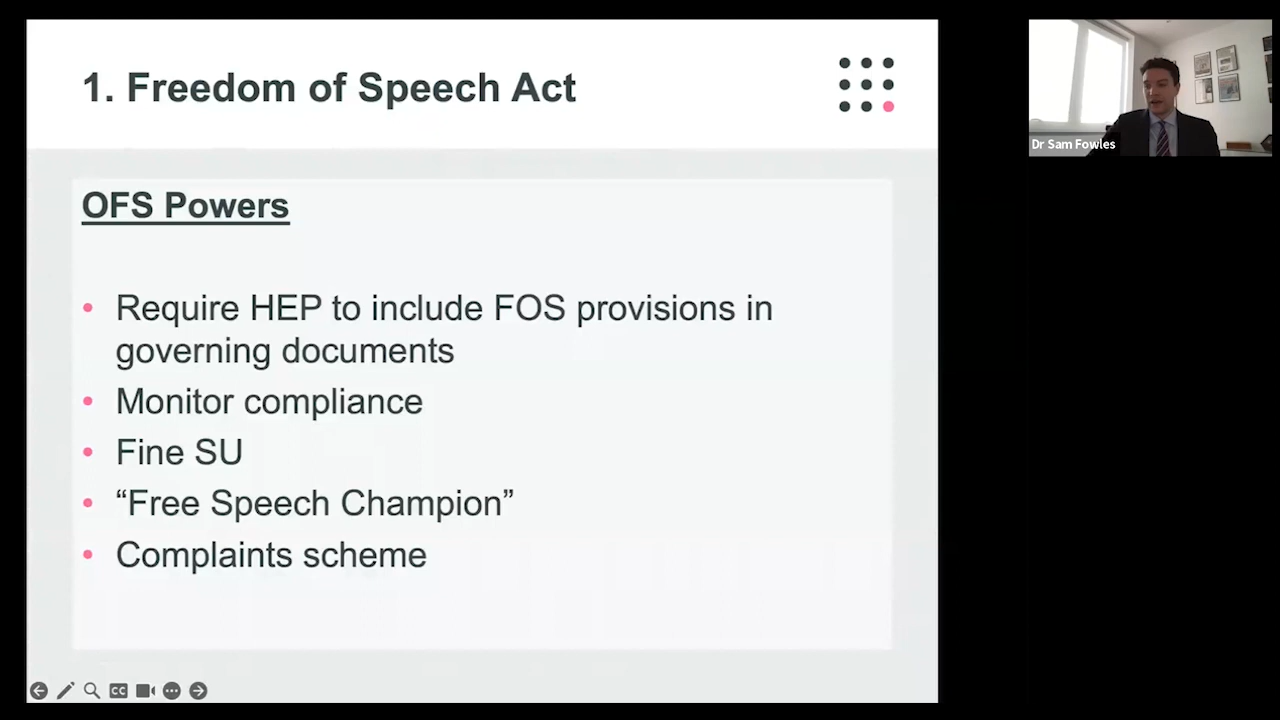 1. Freedom of Speech Act
OFS Powers
• Require HEP to include FOS provisions in
governing documents
• Monitor compliance
• Fine SU
• “Free Speech Champion”
• Complaints scheme
CC
Dr Sam Fowles